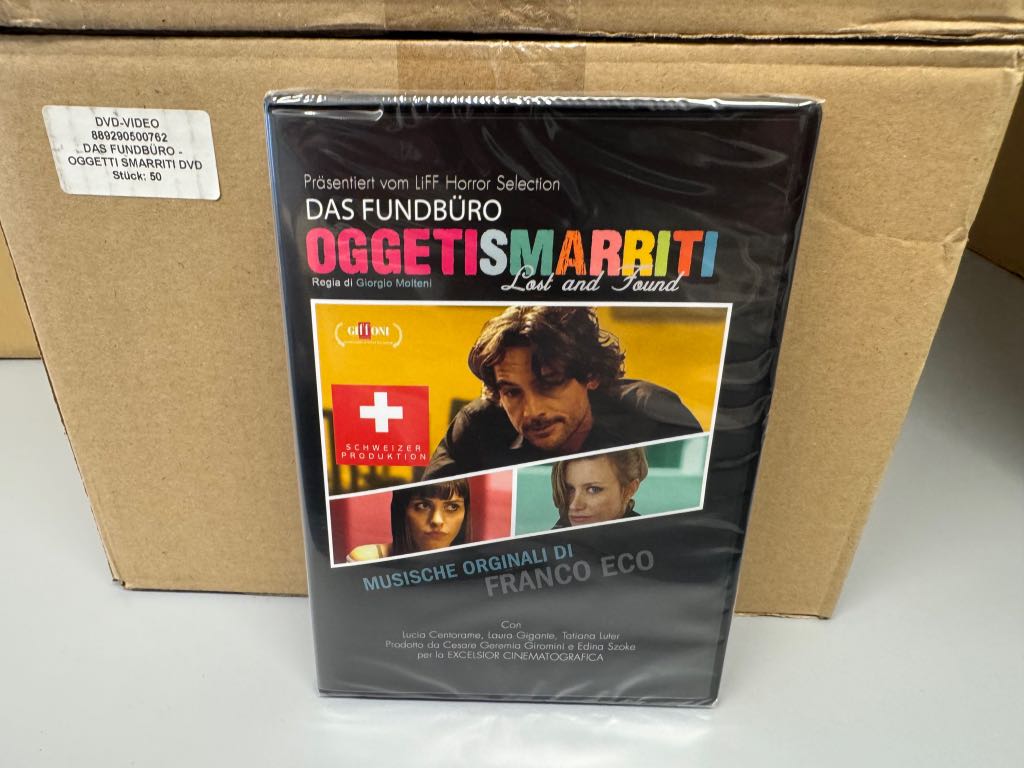 DVD-VIDEO
889290500762
DAS FUNDBÜRO -
OGGETTI SMARRITI DVD
Stück: 50
Präsentiert vom LiFF Horror Selection
DAS FUNDBÜRO
OGGETISMARRITI
Lost and Found
Regia di Giorgio Molteni
GIffONI
SCHWEIZER
PRODUKTION
MUSISCHE ORGINALI DI
FRANCO ECO
Con
Lucia Centorame, Laura Gigante, Tatiana Luter
Prodotto da Cesare Geremia Giromini e Edina Szoke
per la EXCELSIOR CINEMATOGRAFICA